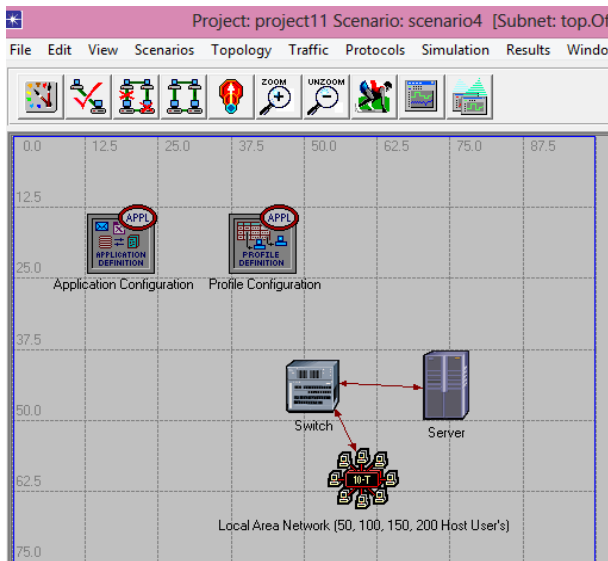 Project: project11 Scenario: scenario4 [Subnet: top.Of
File Edit View Scenarios Topology Traffic Protocols Simulation Results Windo
ZOOM UNZOOM
0.0 12.5 25.0 37.5 50.0 62.5 75.0 87.5
12.5
APPL APPL
APPLICATION DEFINITION
PROFILE DEFINITION
25.0
Application Configuration Profile Configuration
37.5
50.0
Switch Server
10-T
62.5
Local Area Network (50, 100, 150, 200 Host User's)
75.0